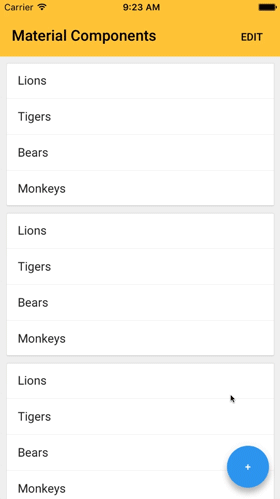 Carrier 9:23 AM
Material Components EDIT
Lions
Tigers
Bears
Monkeys
Lions
Tigers
Bears
Monkeys
Lions
Tigers
Bears
Monkeys
+